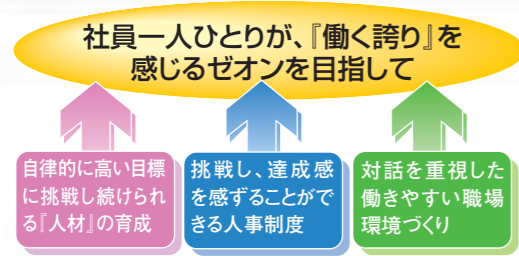 社員一人ひとりが、『働く誇り』を
感じるゼオンを目指して
自律的に高い目標
に挑戦し続けられ
る『人材』の育成
挑戦し、達成感
を感ずることがで
きる人事制度
対話を重視した
働きやすい職場
環境づくり